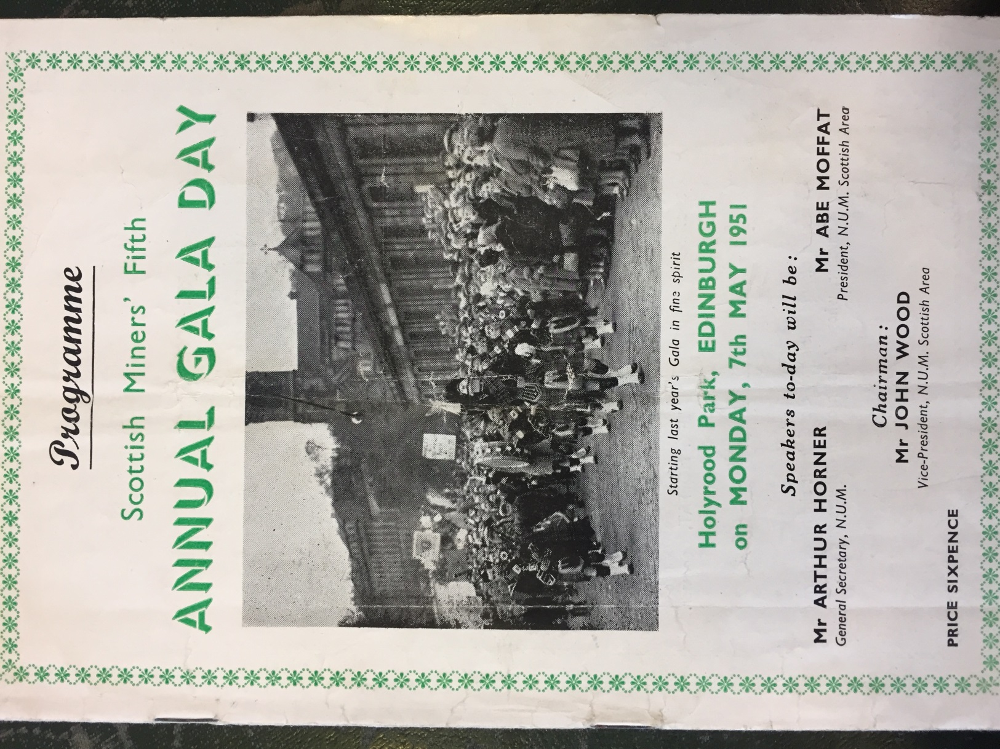 Programme
Scottish Miners' Fifth
ANNUAL GALA DAY
Starting last year's Gala in fine spirit
Holyrood Park, EDINBURGH
on MONDAY, 7th MAY 1951
Speakers to-day will be:
Mr ARTHUR HORNER
General Secretary, N.U.M.
Mr ABE MOFFAT
President, N.U.M. Scottish Area
Chairman:
Mr JOHN WOOD
Vice-President, N.U.M. Scottish Area
PRICE SIXPENCE